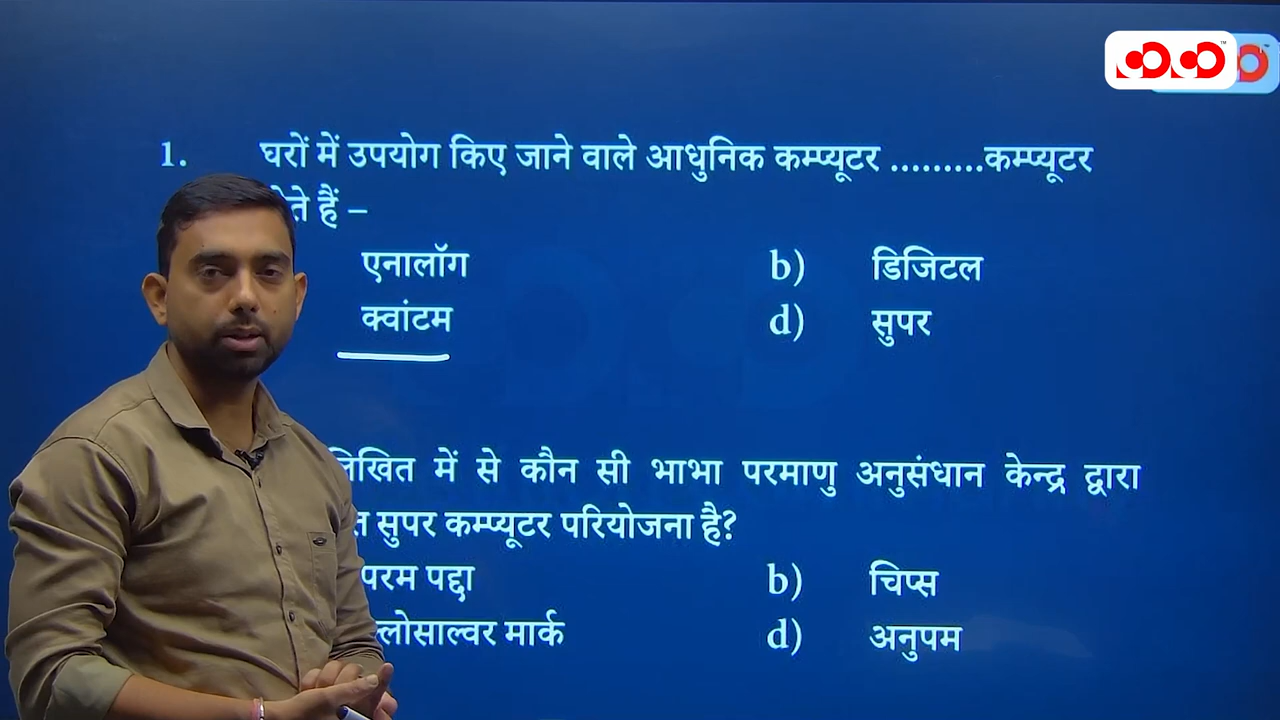 1. घरों में उपयोग किए जाने वाले आधुनिक कम्प्यूटर .........कम्प्यूटर
हैं –
एनालॉग b) डिजिटल
क्वांटम d) सुपर
में से कौन सी भाभा परमाणु अनुसंधान केन्द्र द्वारा
सुपर कम्प्यूटर परियोजना है?
परम पद्दा b) चिप्स
मार्क d) अनुपम